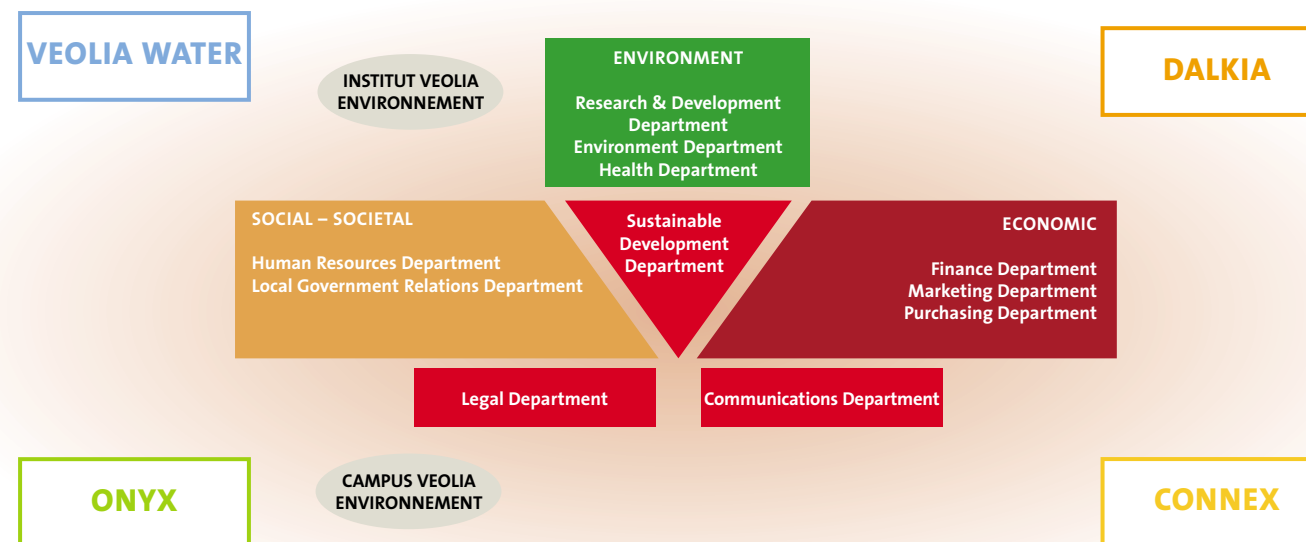 VEOLIA WATER
INSTITUT VEOLIA
ENVIRONNEMENT
ENVIRONMENT
Research & Development
Department
Environment Department
Health Department
DALKIA
SOCIAL – SOCIETAL
Human Resources Department
Local Government Relations Department
Sustainable
Development
Department
ECONOMIC
Finance Department
Marketing Department
Purchasing Department
Legal Department
Communications Department
ONYX
CAMPUS VEOLIA
ENVIRONNEMENT
CONNEX